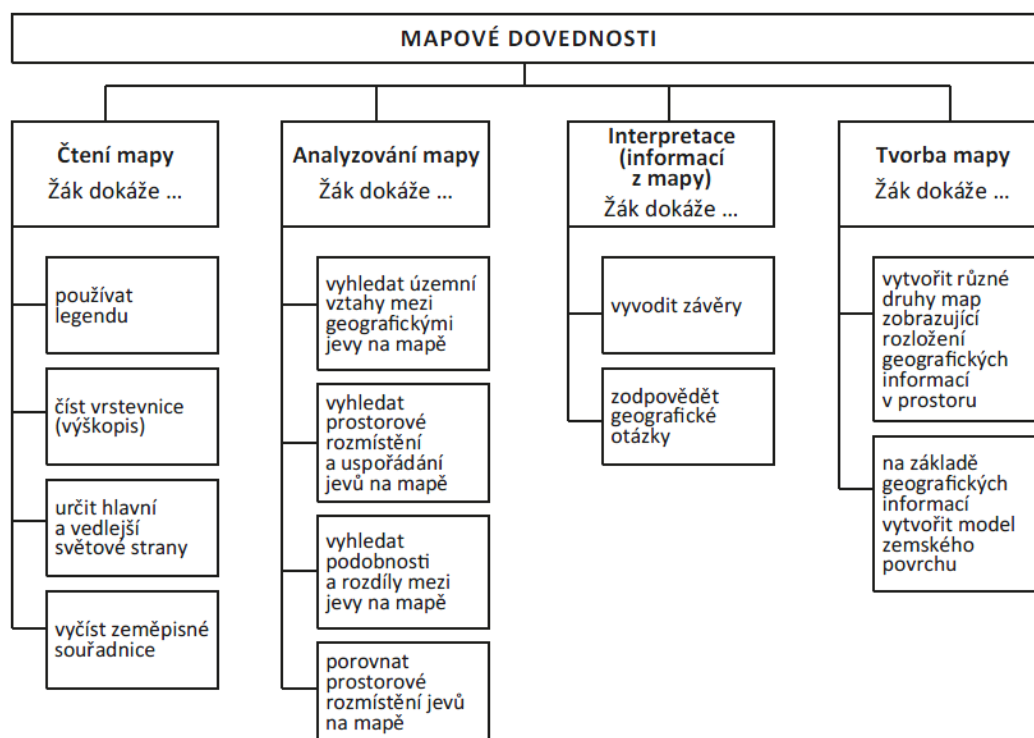 MAPOVÉ DOVEDNOSTI
Čtení mapy
Žák dokáže ...
používat
legendu
číst vrstevnice
(výškopis)
určit hlavní
a vedlejší
světové strany
vyčíst zeměpisné
souřadnice
Analyzování mapy
Žák dokáže ...
vyhledat územní
vztahy mezi
geografickými
jevy na mapě
vyhledat
prostorové
rozmístění
a uspořádání
jevů na mapě
vyhledat
podobnosti
a rozdíly mezi
jevy na mapě
porovnat
prostorové
rozmístění jevů
na mapě
Interpretace
(informací
z mapy)
Žák dokáže ...
vyvodit závěry
zodpovědět
geografické
otázky
Tvorba mapy
Žák dokáže ...
vytvořit různé
druhy map
zobrazující
rozložení
geografických
informací
v prostoru
na základě
geografických
informací
vytvořit model
zemského
povrchu